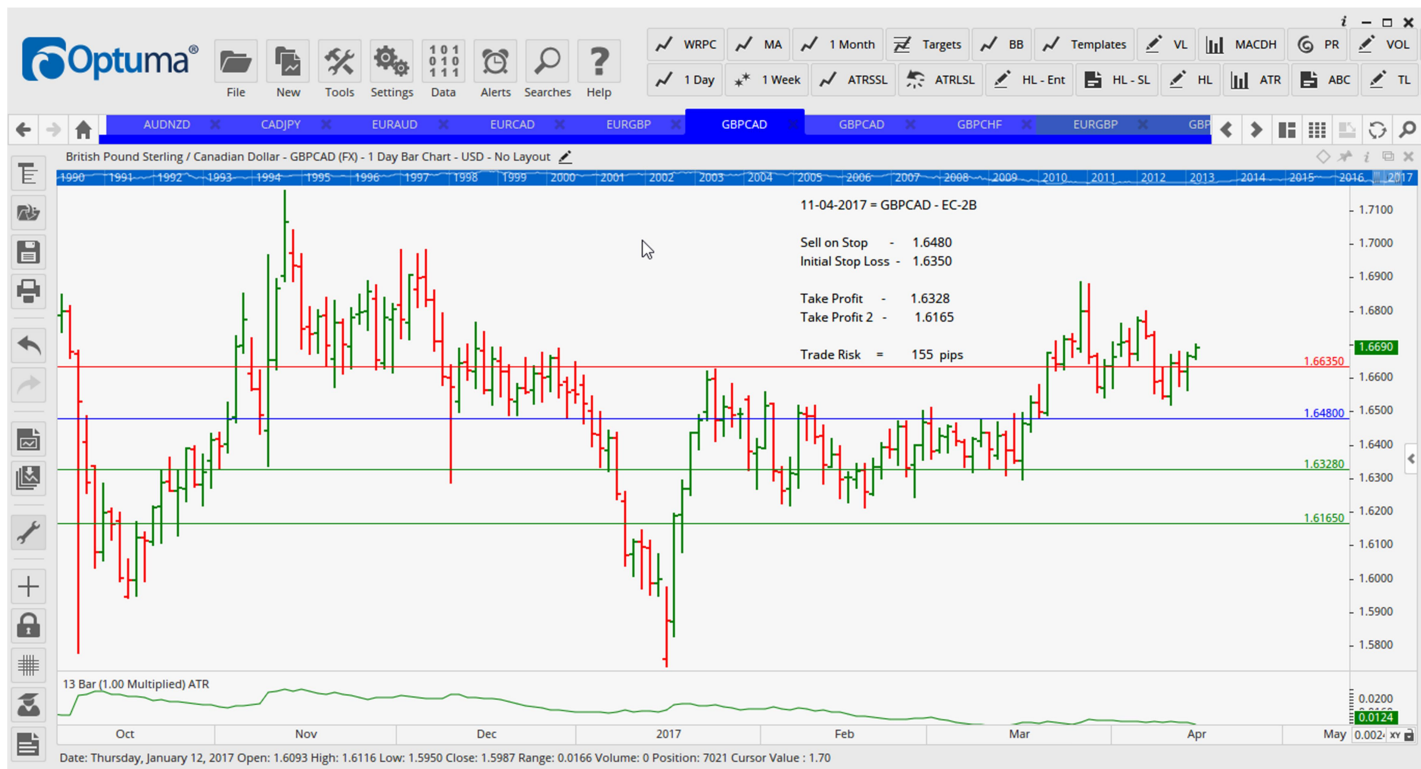 Optuma®
File
New
Tools
Settings
101 010 111
Data
Alerts
Searches
?
Help
i
WRPC
MA
1 Month
Targets
BB
Templates
VL
MACDH
PR
VOL
1 Day
1 Week
ATRSSL
ATRLSL
HL - Ent
HL - SL
HL
ATR
ABC
TL
AUDNZD
CADJPY
EURAUD
EURCAD
EURGBP
GBPCAD
GBPCAD
GBPCHF
EURGBP
GBP
British Pound Sterling / Canadian Dollar - GBPCAD (FX) - 1 Day Bar Chart - USD - No Layout
1990 1991 1992 1993 1994 1995 1996 1997 1998 1999 2000 2001 2002 2003 2004 2005 2006 2007 2008 2009 2010 2011 2012 2013 2014 2015 2016 2017
11-04-2017 = GBPCAD - EC-2B
Sell on Stop - 1.6480
Initial Stop Loss - 1.6350
Take Profit - 1.6328
Take Profit 2 - 1.6165
Trade Risk = 155 pips
1.7100
1.7000
1.6900
1.6800
1.6690
1.6600
1.6500
1.6400
1.6300
1.6200
1.6100
1.6000
1.5900
1.5800
1.66350
1.64800
1.63280
1.61650
13 Bar (1.00 Multiplied) ATR
0.0200
0.0124
Oct Nov Dec 2017 Feb Mar Apr May
XY
Date: Thursday, January 12, 2017 Open: 1.6093 High: 1.6116 Low: 1.5950 Close: 1.5987 Range: 0.0166 Volume: 0 Position: 7021 Cursor Value : 1.70